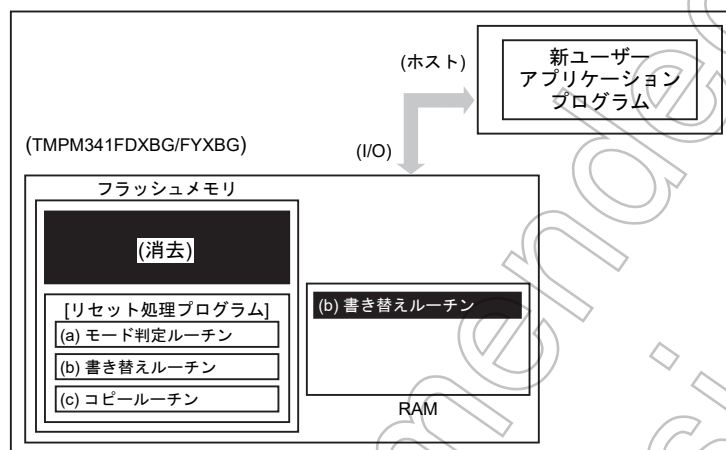 (ホスト)
新ユーザー
アプリケーション
プログラム
(TMPM341FDXBG/FYXBG)
(I/O)
フラッシュメモリ
(消去)
[リセット処理プログラム]
(a) モード判定ルーチン
(b) 書き替えルーチン
(c) コピールーチン
(b) 書き替えルーチン
RAM